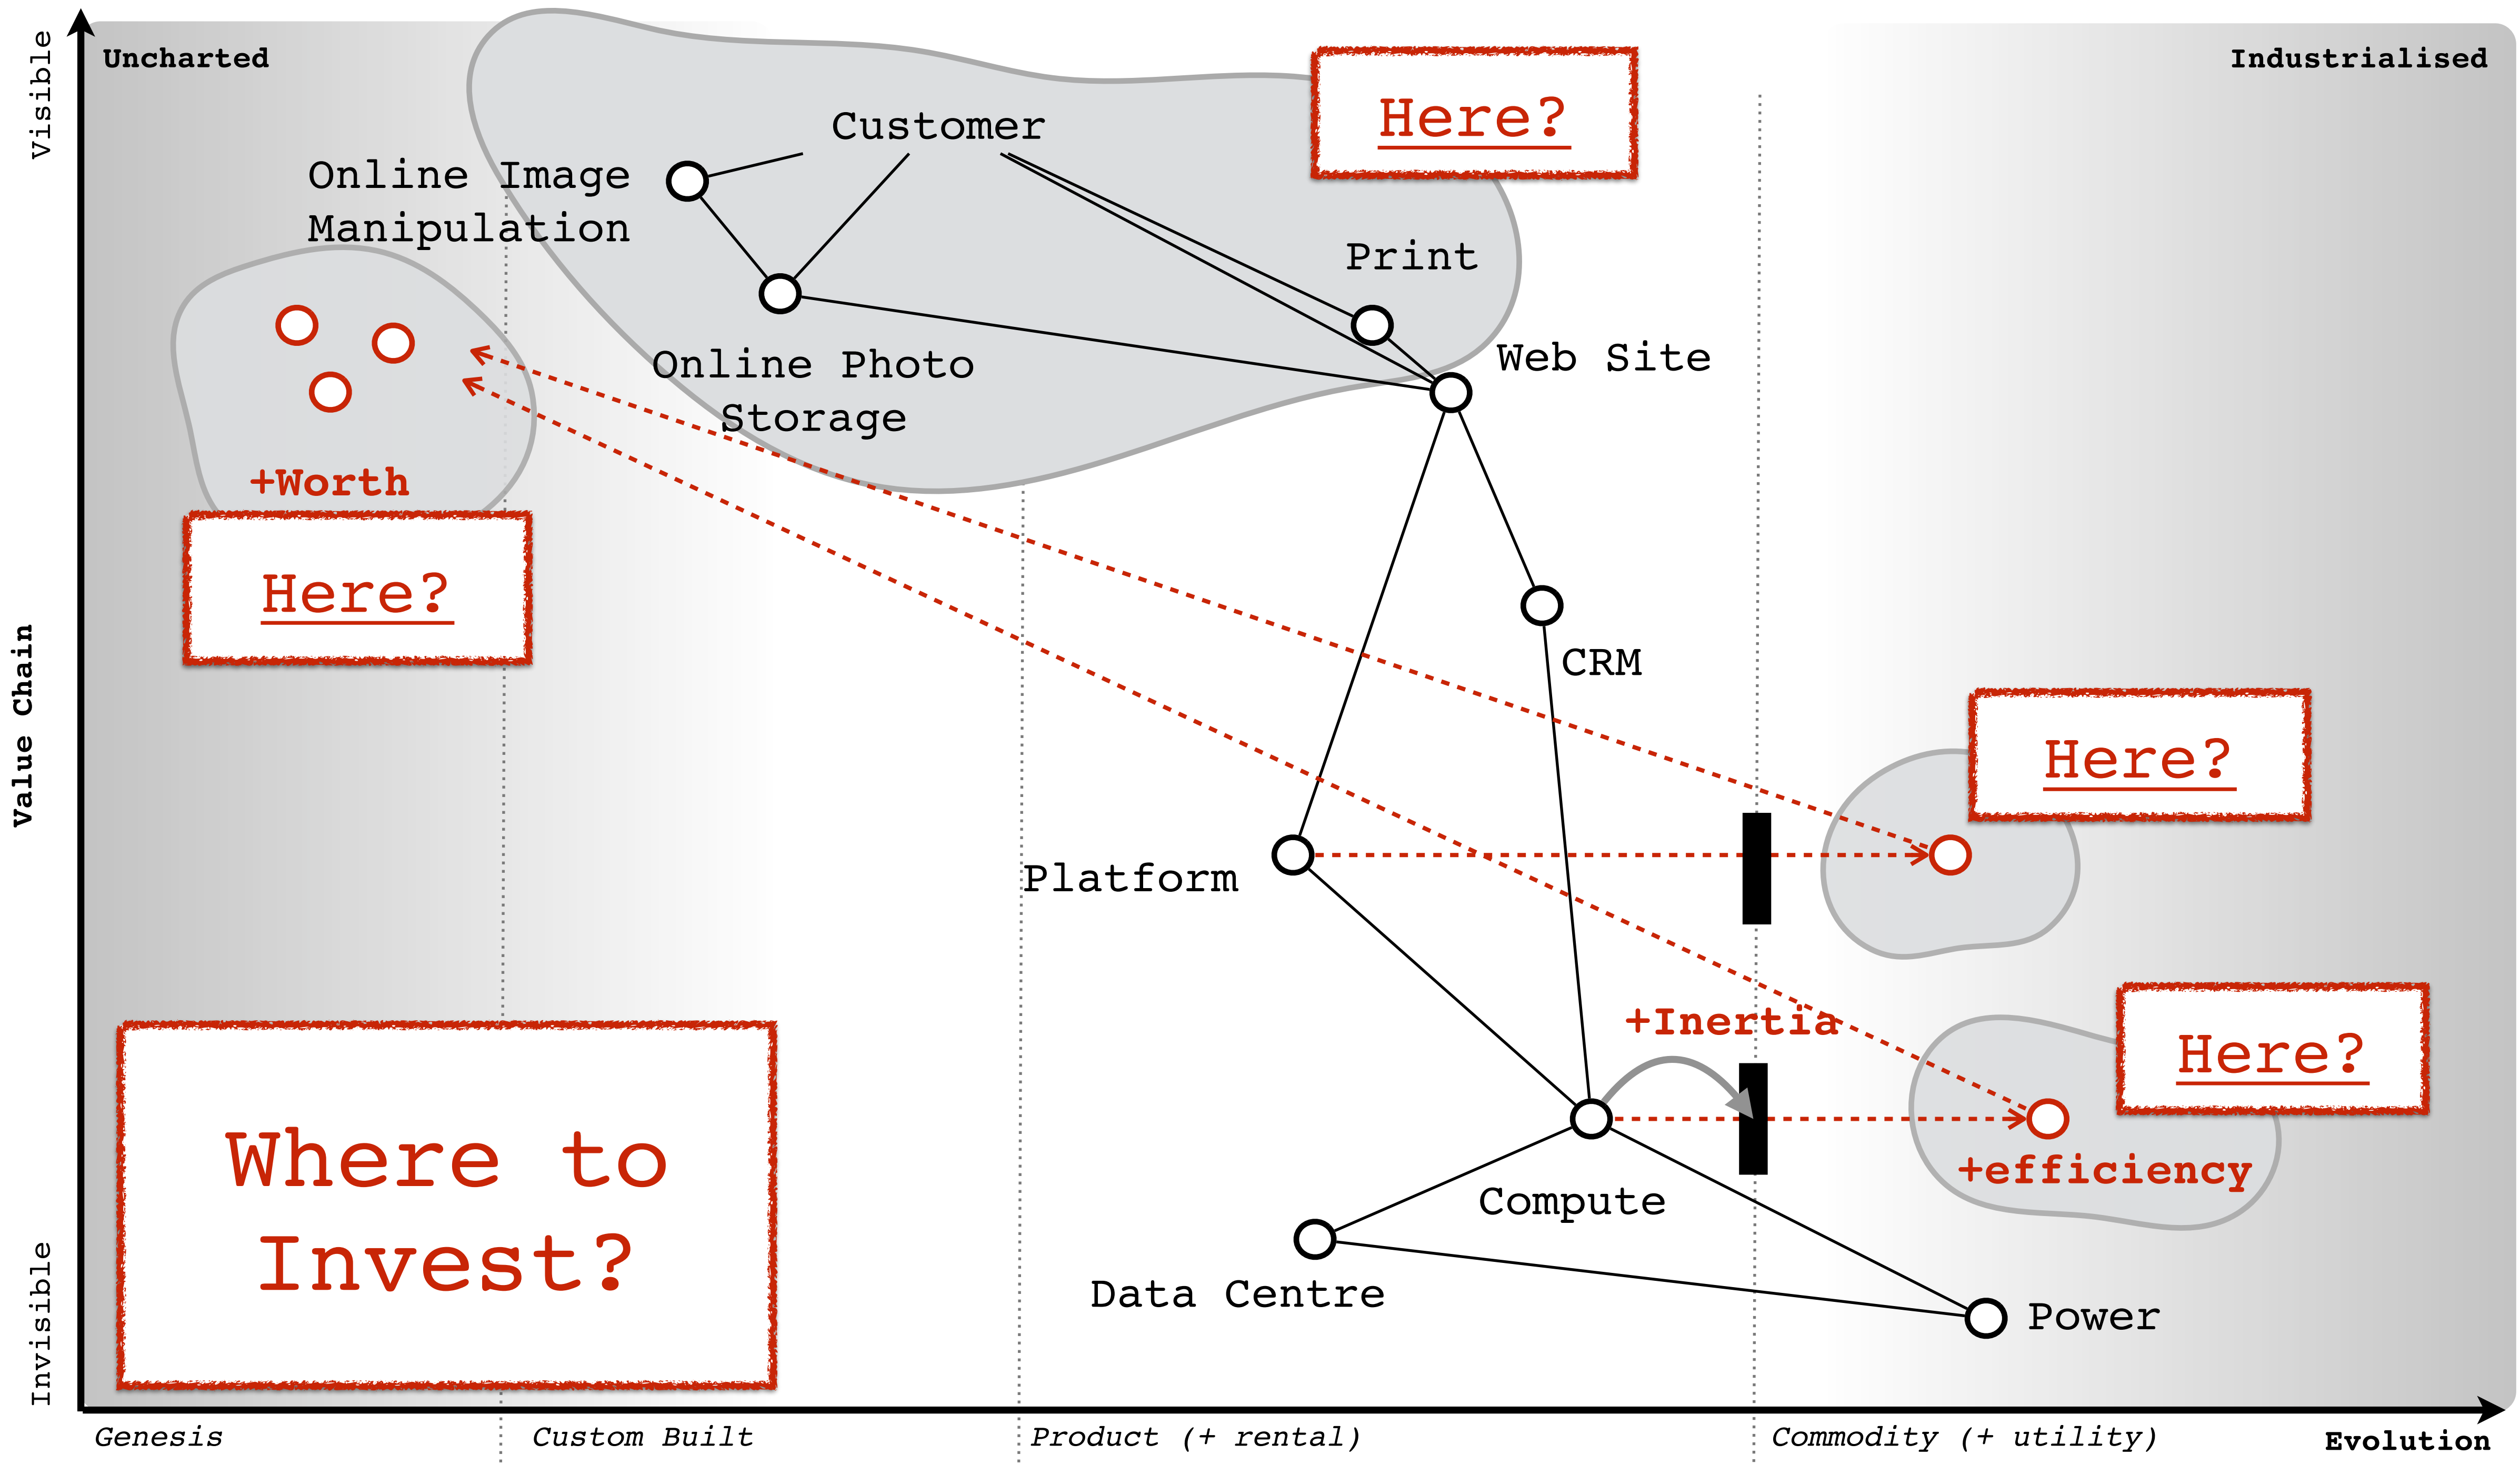 Visible
Uncharted
Industrialised
Here?
Customer
Online Image
Manipulation
Print
Web Site
Online Photo
Storage
+Worth
Here?
CRM
Value Chain
Here?
Platform
+Inertia
Here?
Where to
Invest?
+efficiency
Compute
Data Centre
Power
Invisible
Genesis
Custom Built
Product (+ rental)
Commodity (+ utility)
Evolution